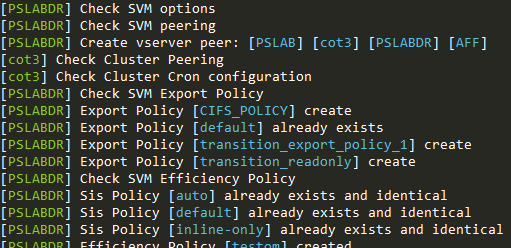 [PSLABDR] Check SVM options
[PSLABDR] Check SVM peering
[PSLABDR] Create vserver peer: [PSLAB] [cot3] [PSLABDR] [AFF]
[cot3] Check Cluster Peering
[cot3] Check Cluster Cron configuration
[PSLABDR] Check SVM Export Policy
[PSLABDR] Export Policy [CIFS_POLICY] create
[PSLABDR] Export Policy [default] already exists
[PSLABDR] Export Policy [transition_export_policy_1] create
[PSLABDR] Export Policy [transition_readonly] create
[PSLABDR] Check SVM Efficiency Policy
[PSLABDR] Sis Policy [auto] already exists and identical
[PSLABDR] Sis Policy [default] already exists and identical
[PSLABDR] Sis Policy [inline-only] already exists and identical
[PSLABDR] Efficiency Policy [testom] created